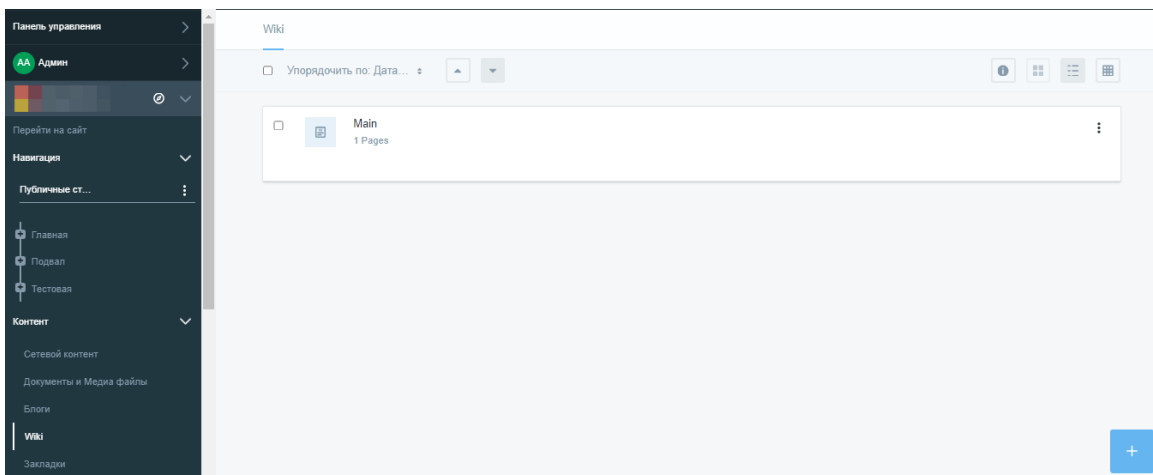 Панель управления
АА Админ
Перейти на сайт
Навигация
Публичные ст...
Главная
Подвал
Тестовая
Контент
Сетевой контент
Документы и Медиа файлы
Блоги
Wiki
Закладки
Wiki
Упорядочить по: Дата...
Main
1 Pages